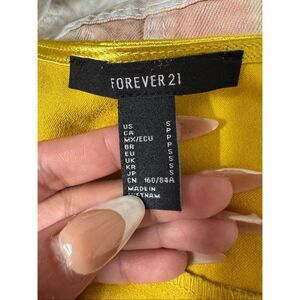 FOREVER 21
US S
CA P
MX/ECU P
BR P
EU S
UK S
KR S
JP S
CN 160/84A
MADE IN
VIETNAM